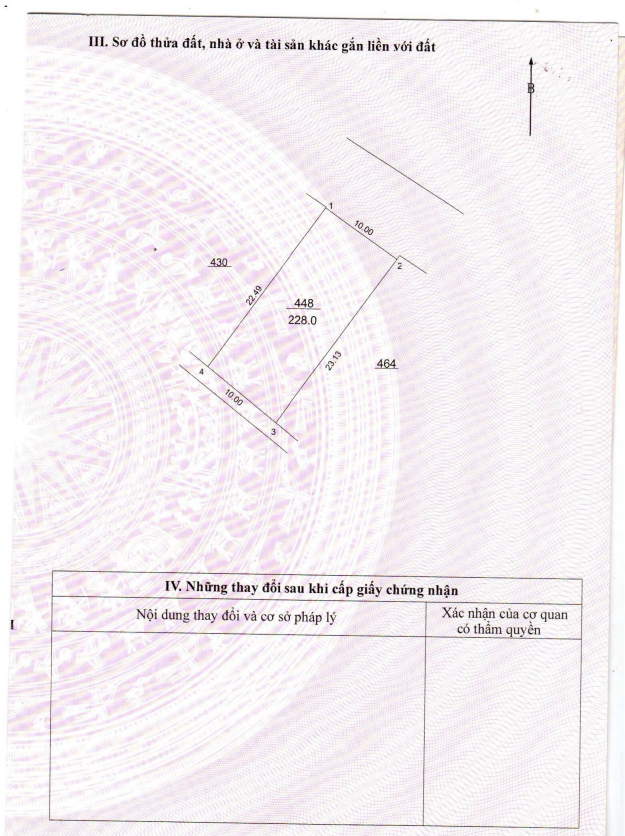 III. Sơ đồ thửa đất, nhà ở và tài sản khác gắn liền với đất
B
1
10.00
2
430
22.49
448
228.0
23.13
464
4
10.00
3
IV. Những thay đổi sau khi cấp giấy chứng nhận
Nội dung thay đổi và cơ sở pháp lý
Xác nhận của cơ quan
có thẩm quyền